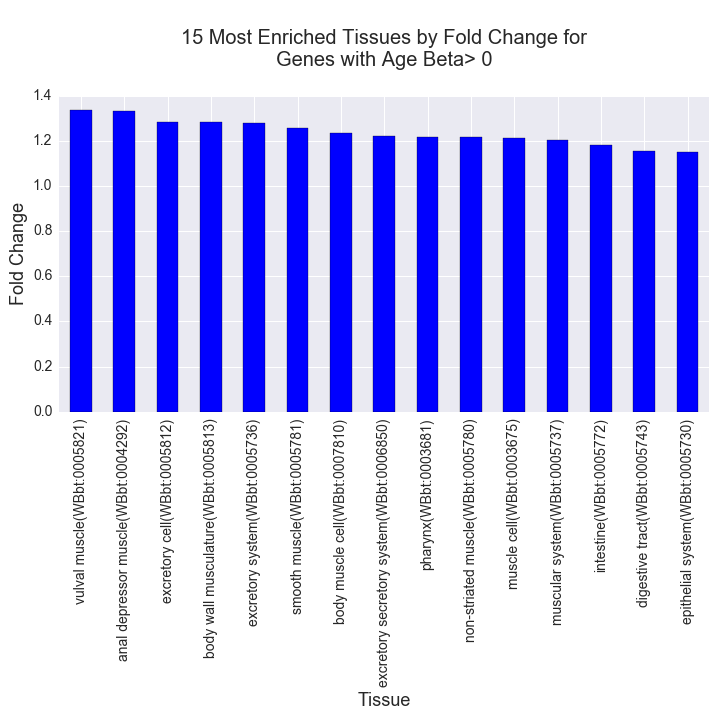 15 Most Enriched Tissues by Fold Change for
Genes with Age Beta> 0
Fold Change
1.4
1.2
1.0
0.8
0.6
0.4
0.2
0.0
vulval muscle(WBbt:0005821)
anal depressor muscle(WBbt:0004292)
excretory cell(WBbt:0005812)
body wall musculature(WBbt:0005813)
excretory system(WBbt:0005736)
smooth muscle(WBbt:0005781)
body muscle cell(WBbt:0007810)
excretory secretory system(WBbt:0006850)
pharynx(WBbt:0003681)
non-striated muscle(WBbt:0005780)
muscle cell(WBbt:0003675)
muscular system(WBbt:0005737)
intestine(WBbt:0005772)
digestive tract(WBbt:0005743)
epithelial system(WBbt:0005730)
Tissue